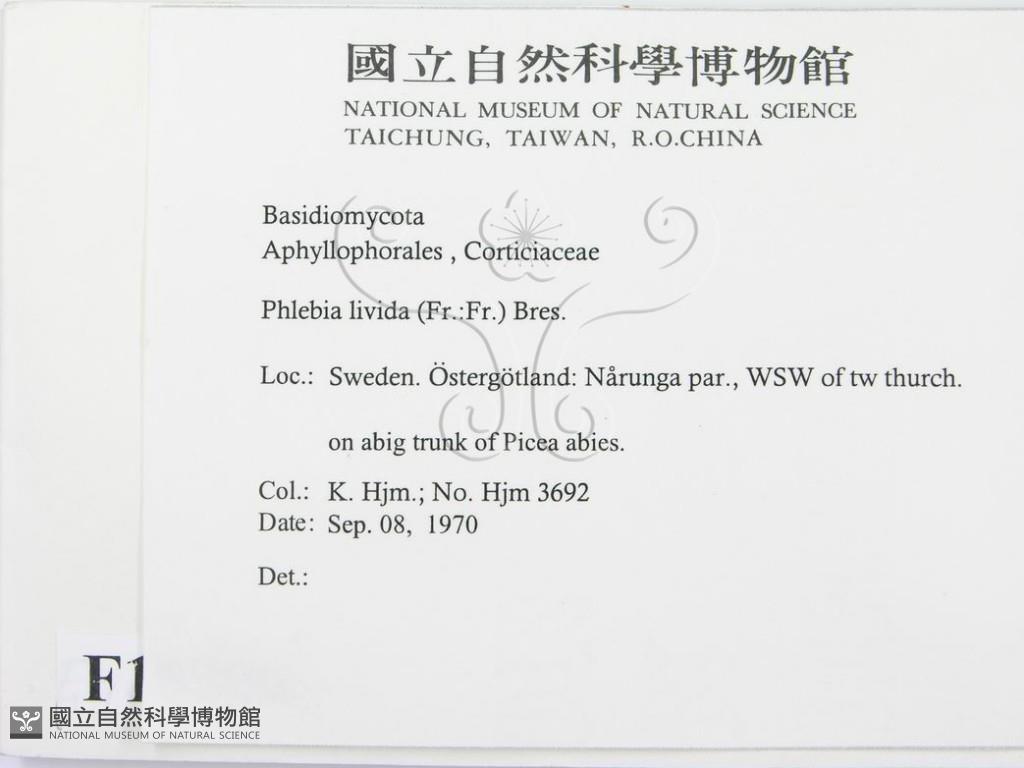 國立自然科學博物館
NATIONAL MUSEUM OF NATURAL SCIENCE
TAICHUNG, TAIWAN, R.O.CHINA
Basidiomycota
Aphyllophorales , Corticiaceae
Phlebia livida (Fr.:Fr.) Bres.
Loc.: Sweden. Östergötland: Nårunga par., WSW of tw thurch.
on abig trunk of Picea abies.
Col.: K. Hjm.; No. Hjm 3692
Date: Sep. 08, 1970
Det.:
F1
國立自然科學博物館
NATIONAL MUSEUM OF NATURAL SCIENCE